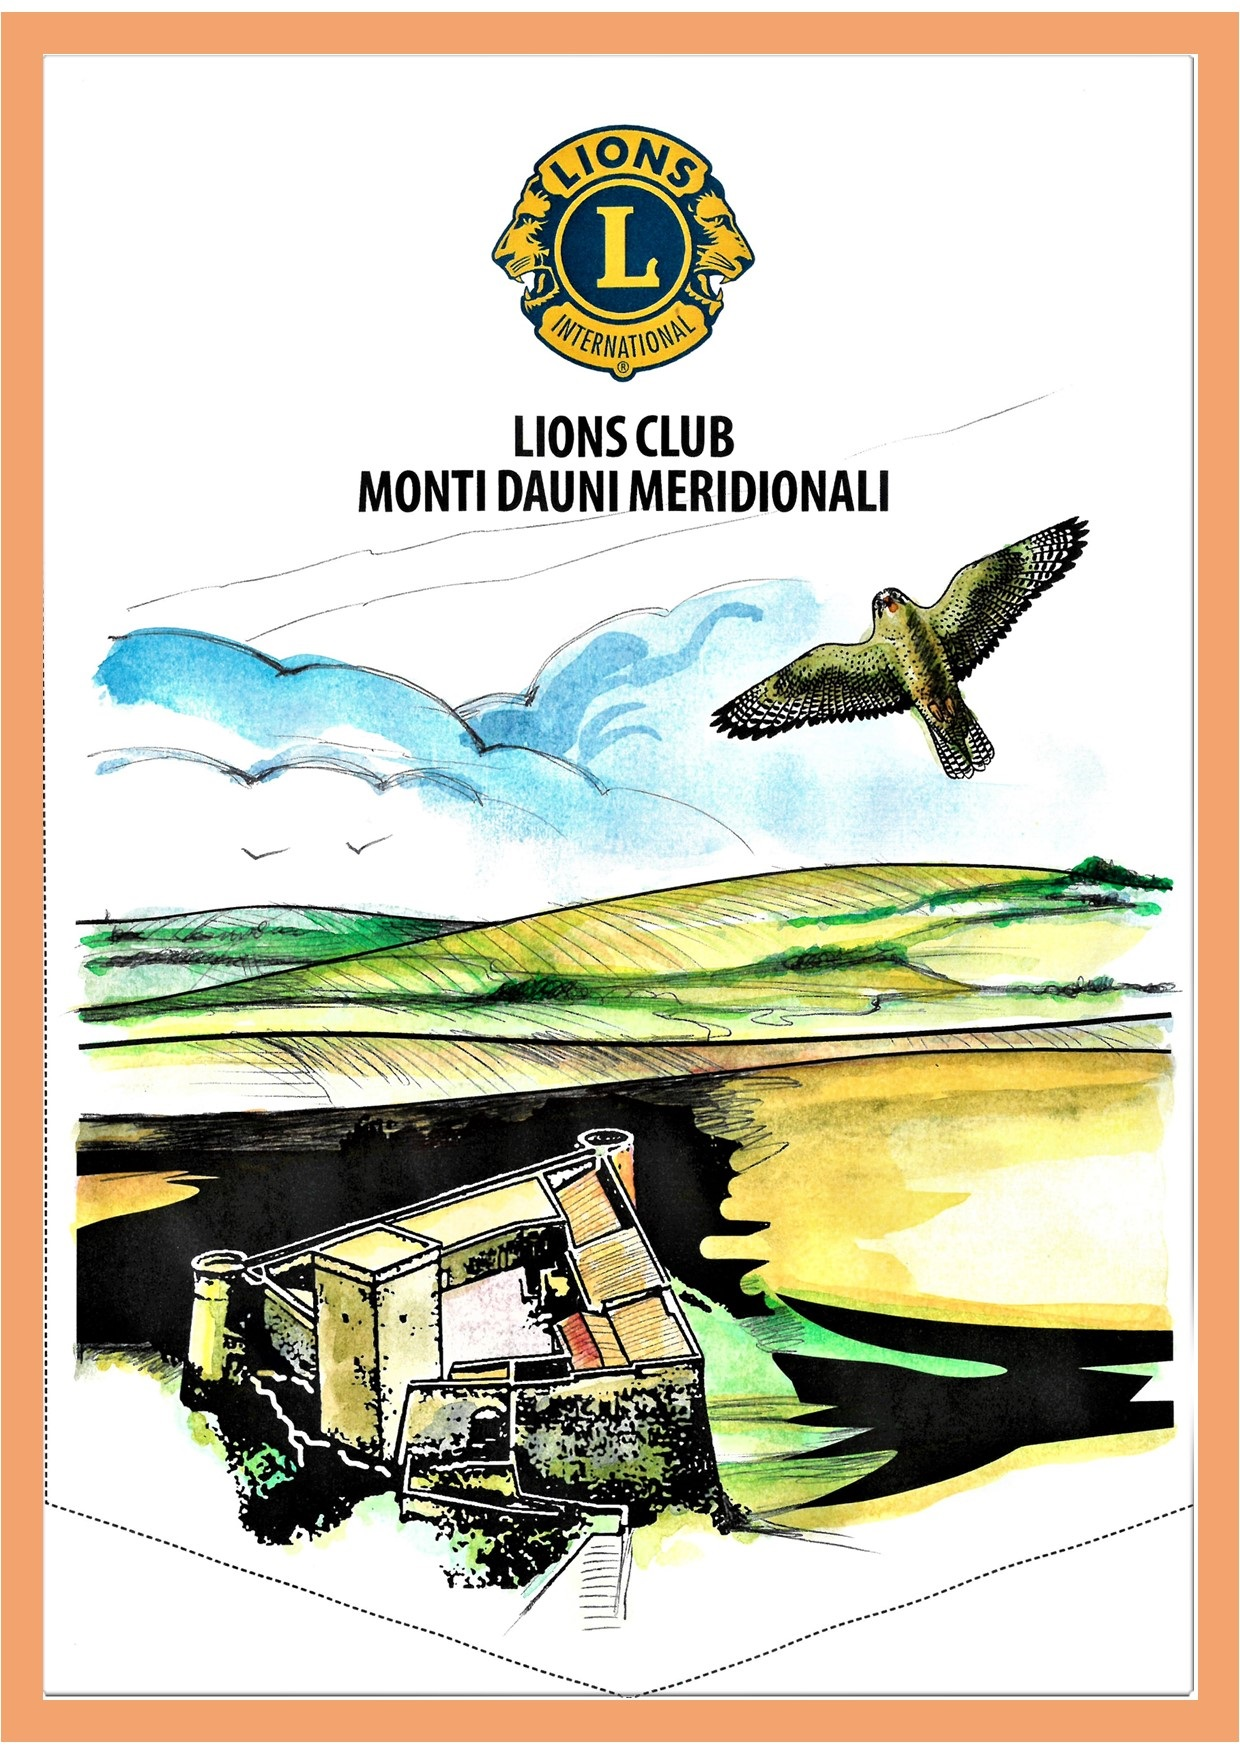 LIONS
L
INTERNATIONAL
®
LIONS CLUB
MONTI DAUNI MERIDIONALI